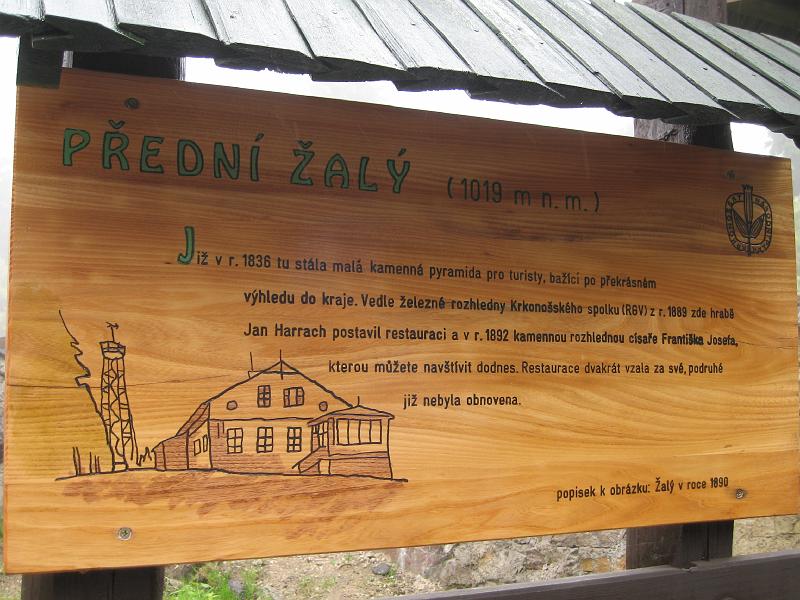 PŘEDNÍ ŽALÝ (1019 m n. m.)
Již v r. 1836 tu stála malá kamenná pyramida pro turisty, bažící po překrásném
výhledu do kraje. Vedle železné rozhledny Krkonošského spolku (RGV) z r. 1889 zde hrabě
Jan Harrach postavil restauraci a v r. 1892 kamennou rozhlednou císaře Františka Josefa,
kterou můžete navštívit dodnes. Restaurace dvakrát vzala za své, podruhé
již nebyla obnovena.
popisek k obrázku: Žalý v roce 1890